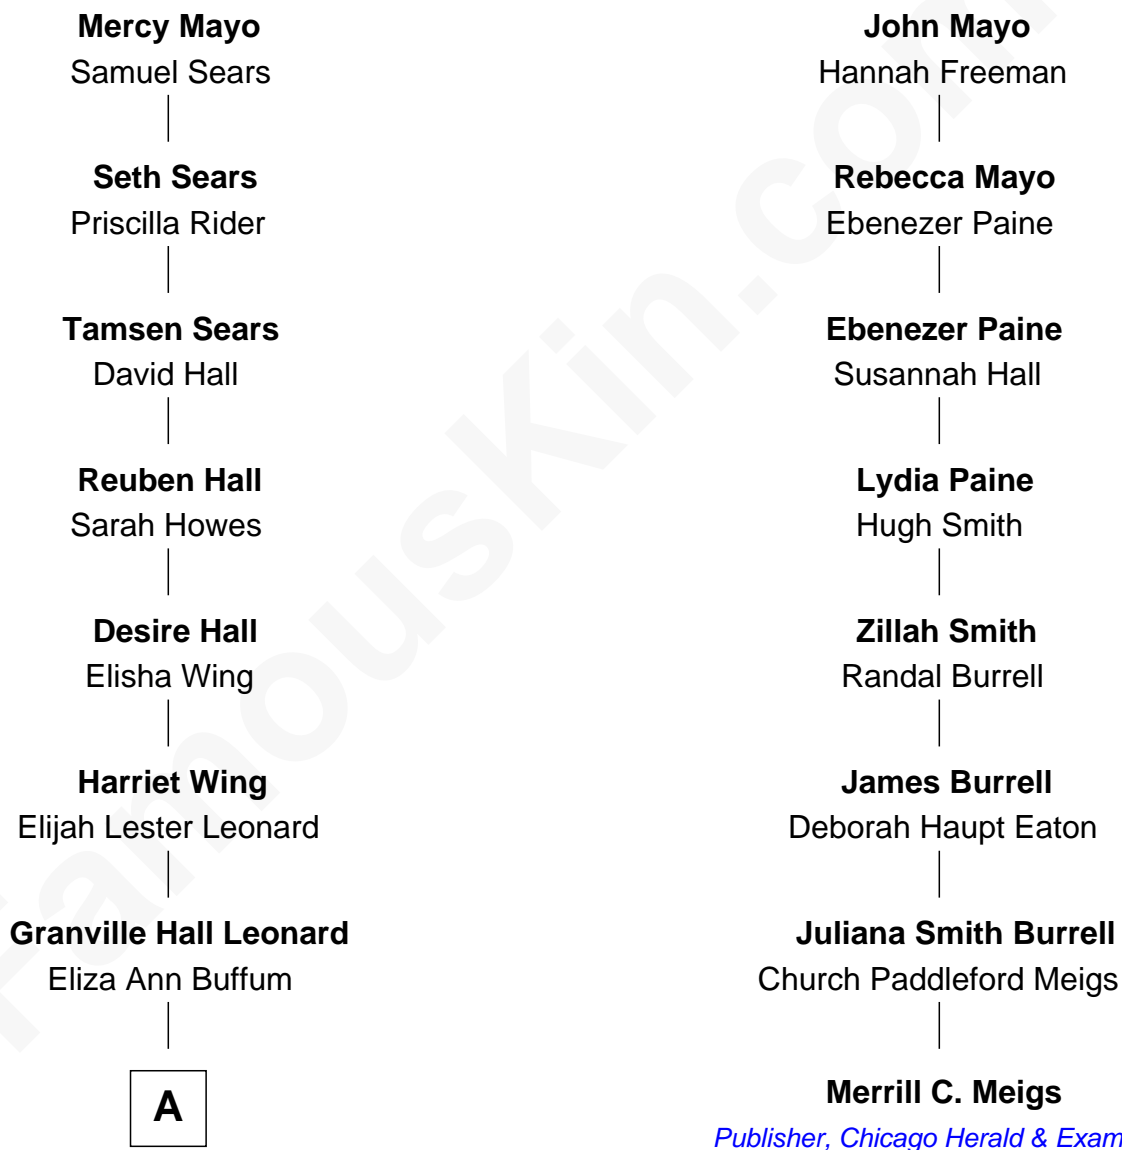 Mercy Mayo
Samuel Sears
Seth Sears
Priscilla Rider
Tamsen Sears
David Hall
Reuben Hall
Sarah Howes
Desire Hall
Elisha Wing
Harriet Wing
Elijah Lester Leonard
Granville Hall Leonard
Eliza Ann Buffum
A
John Mayo
Hannah Freeman
Rebecca Mayo
Ebenezer Paine
Ebenezer Paine
Susannah Hall
Lydia Paine
Hugh Smith
Zillah Smith
Randal Burrell
James Burrell
Deborah Haupt Eaton
Juliana Smith Burrell
Church Paddleford Meigs
Merrill C. Meigs
Publisher, Chicago Herald & Exam
FamousKin.com